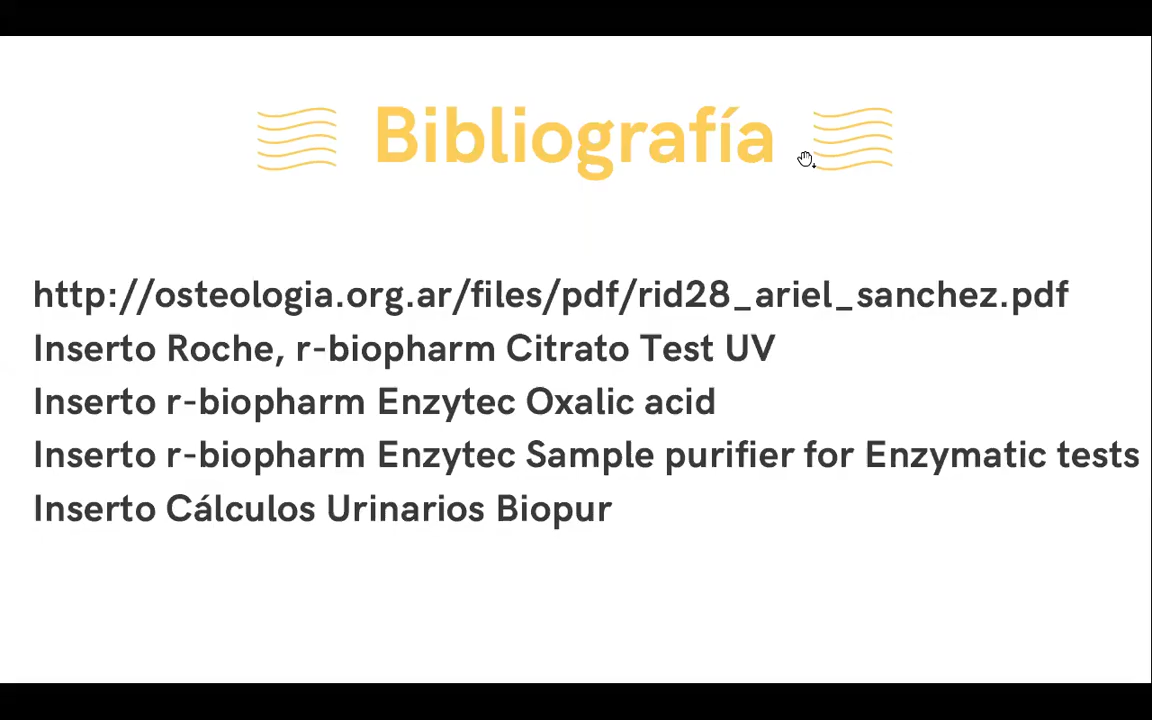 Bibliografía
http://osteologia.org.ar/files/pdf/rid28_ariel_sanchez.pdf
Inserto Roche, r-biopharm Citrato Test UV
Inserto r-biopharm Enzytec Oxalic acid
Inserto r-biopharm Enzytec Sample purifier for Enzymatic tests
Inserto Cálculos Urinarios Biopur